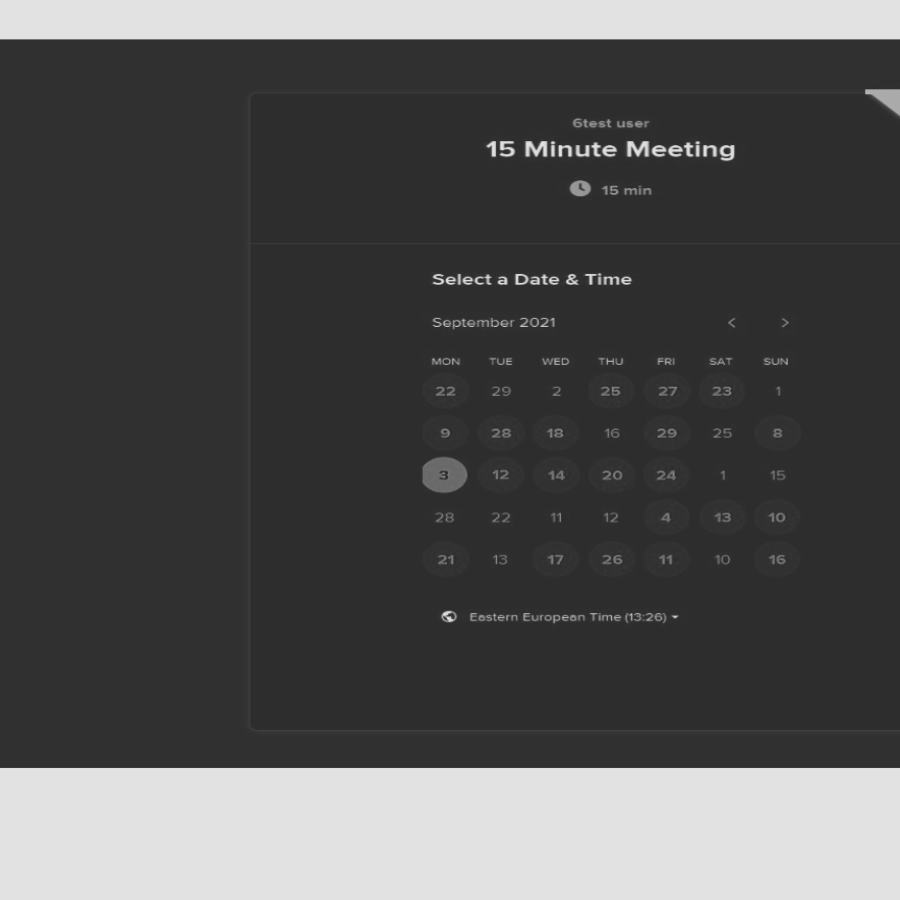 6test user
15 Minute Meeting
15 min
Select a Date & Time
September 2021
MON TUE WED THU FRI SAT SUN
22 29 2 25 27 23 1
9 28 18 16 29 25 8
3 12 14 20 24 1 15
28 22 11 12 4 13 10
21 13 17 26 11 10 16
Eastern European Time (13:26)